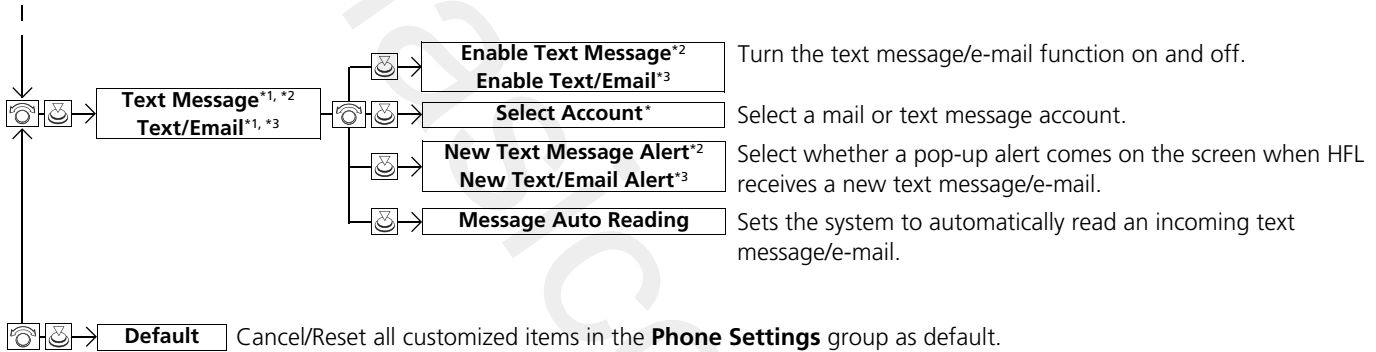 Enable Text Message*2
Enable Text/Email*3
Turn the text message/e-mail function on and off.
Text Message*1, *2
Text/Email*1, *3
Select Account*
Select a mail or text message account.
New Text Message Alert*2
New Text/Email Alert*3
Select whether a pop-up alert comes on the screen when HFL
receives a new text message/e-mail.
Message Auto Reading
Sets the system to automatically read an incoming text
message/e-mail.
Default
Cancel/Reset all customized items in the Phone Settings group as default.